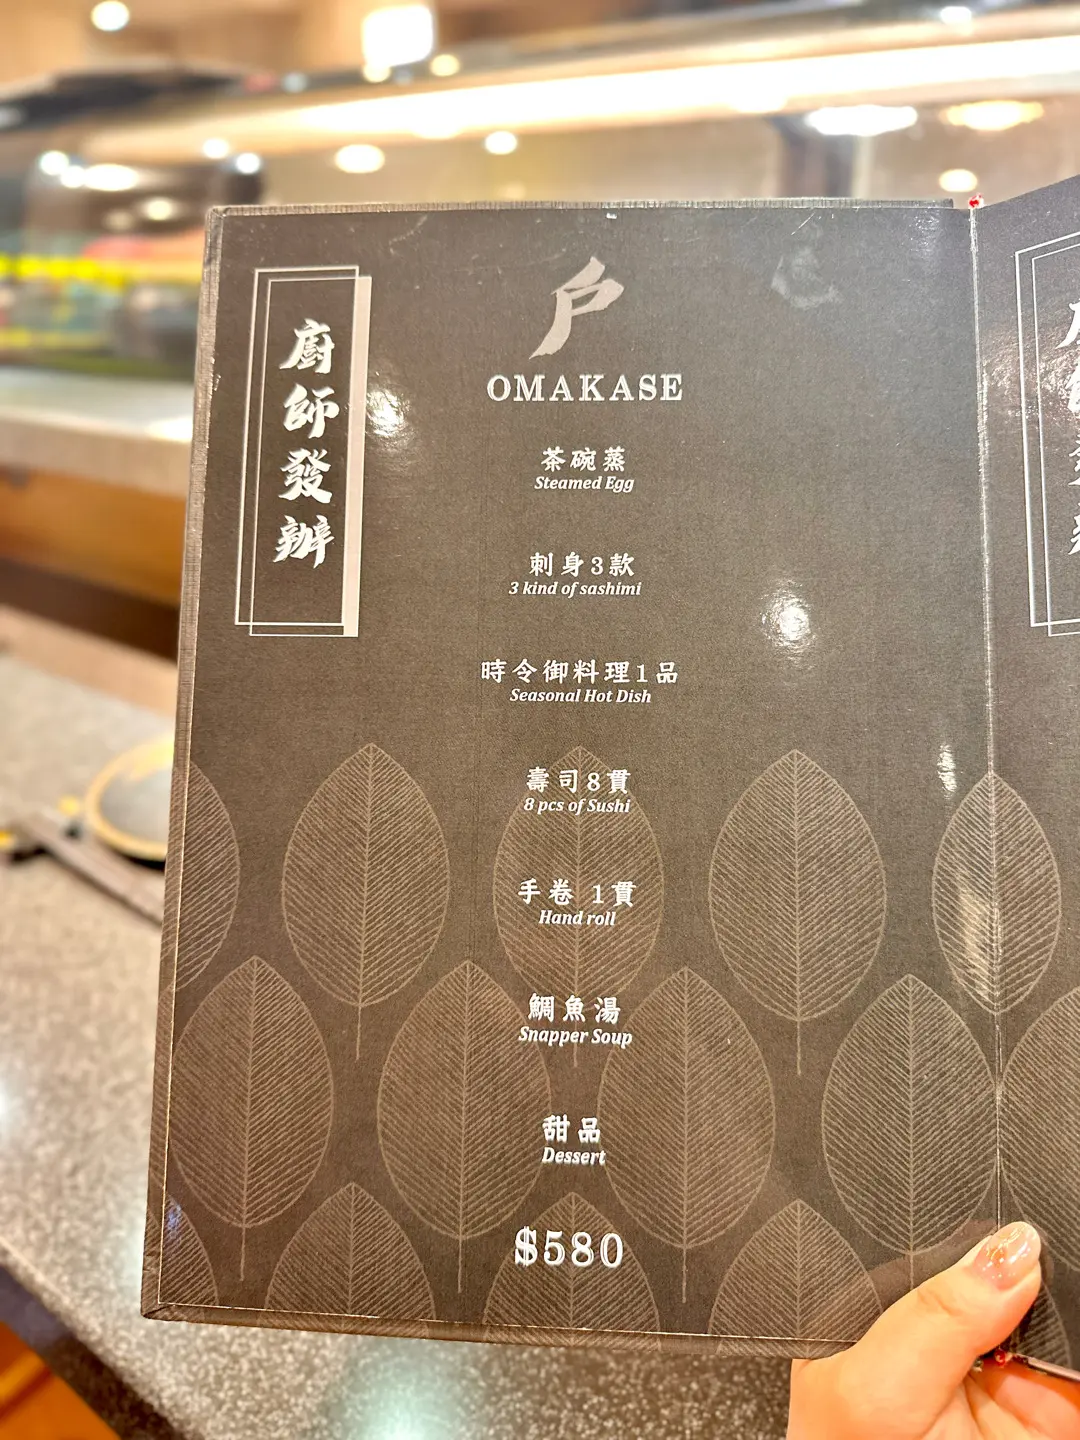 廚師發辦
戶
OMAKASE
茶碗蒸
Steamed Egg
刺身3款
3 kind of sashimi
時令御料理1品
Seasonal Hot Dish
壽司8貫
8 pcs of Sushi
手卷 1貫
Hand roll
鯛魚湯
Snapper Soup
甜品
Dessert
$580